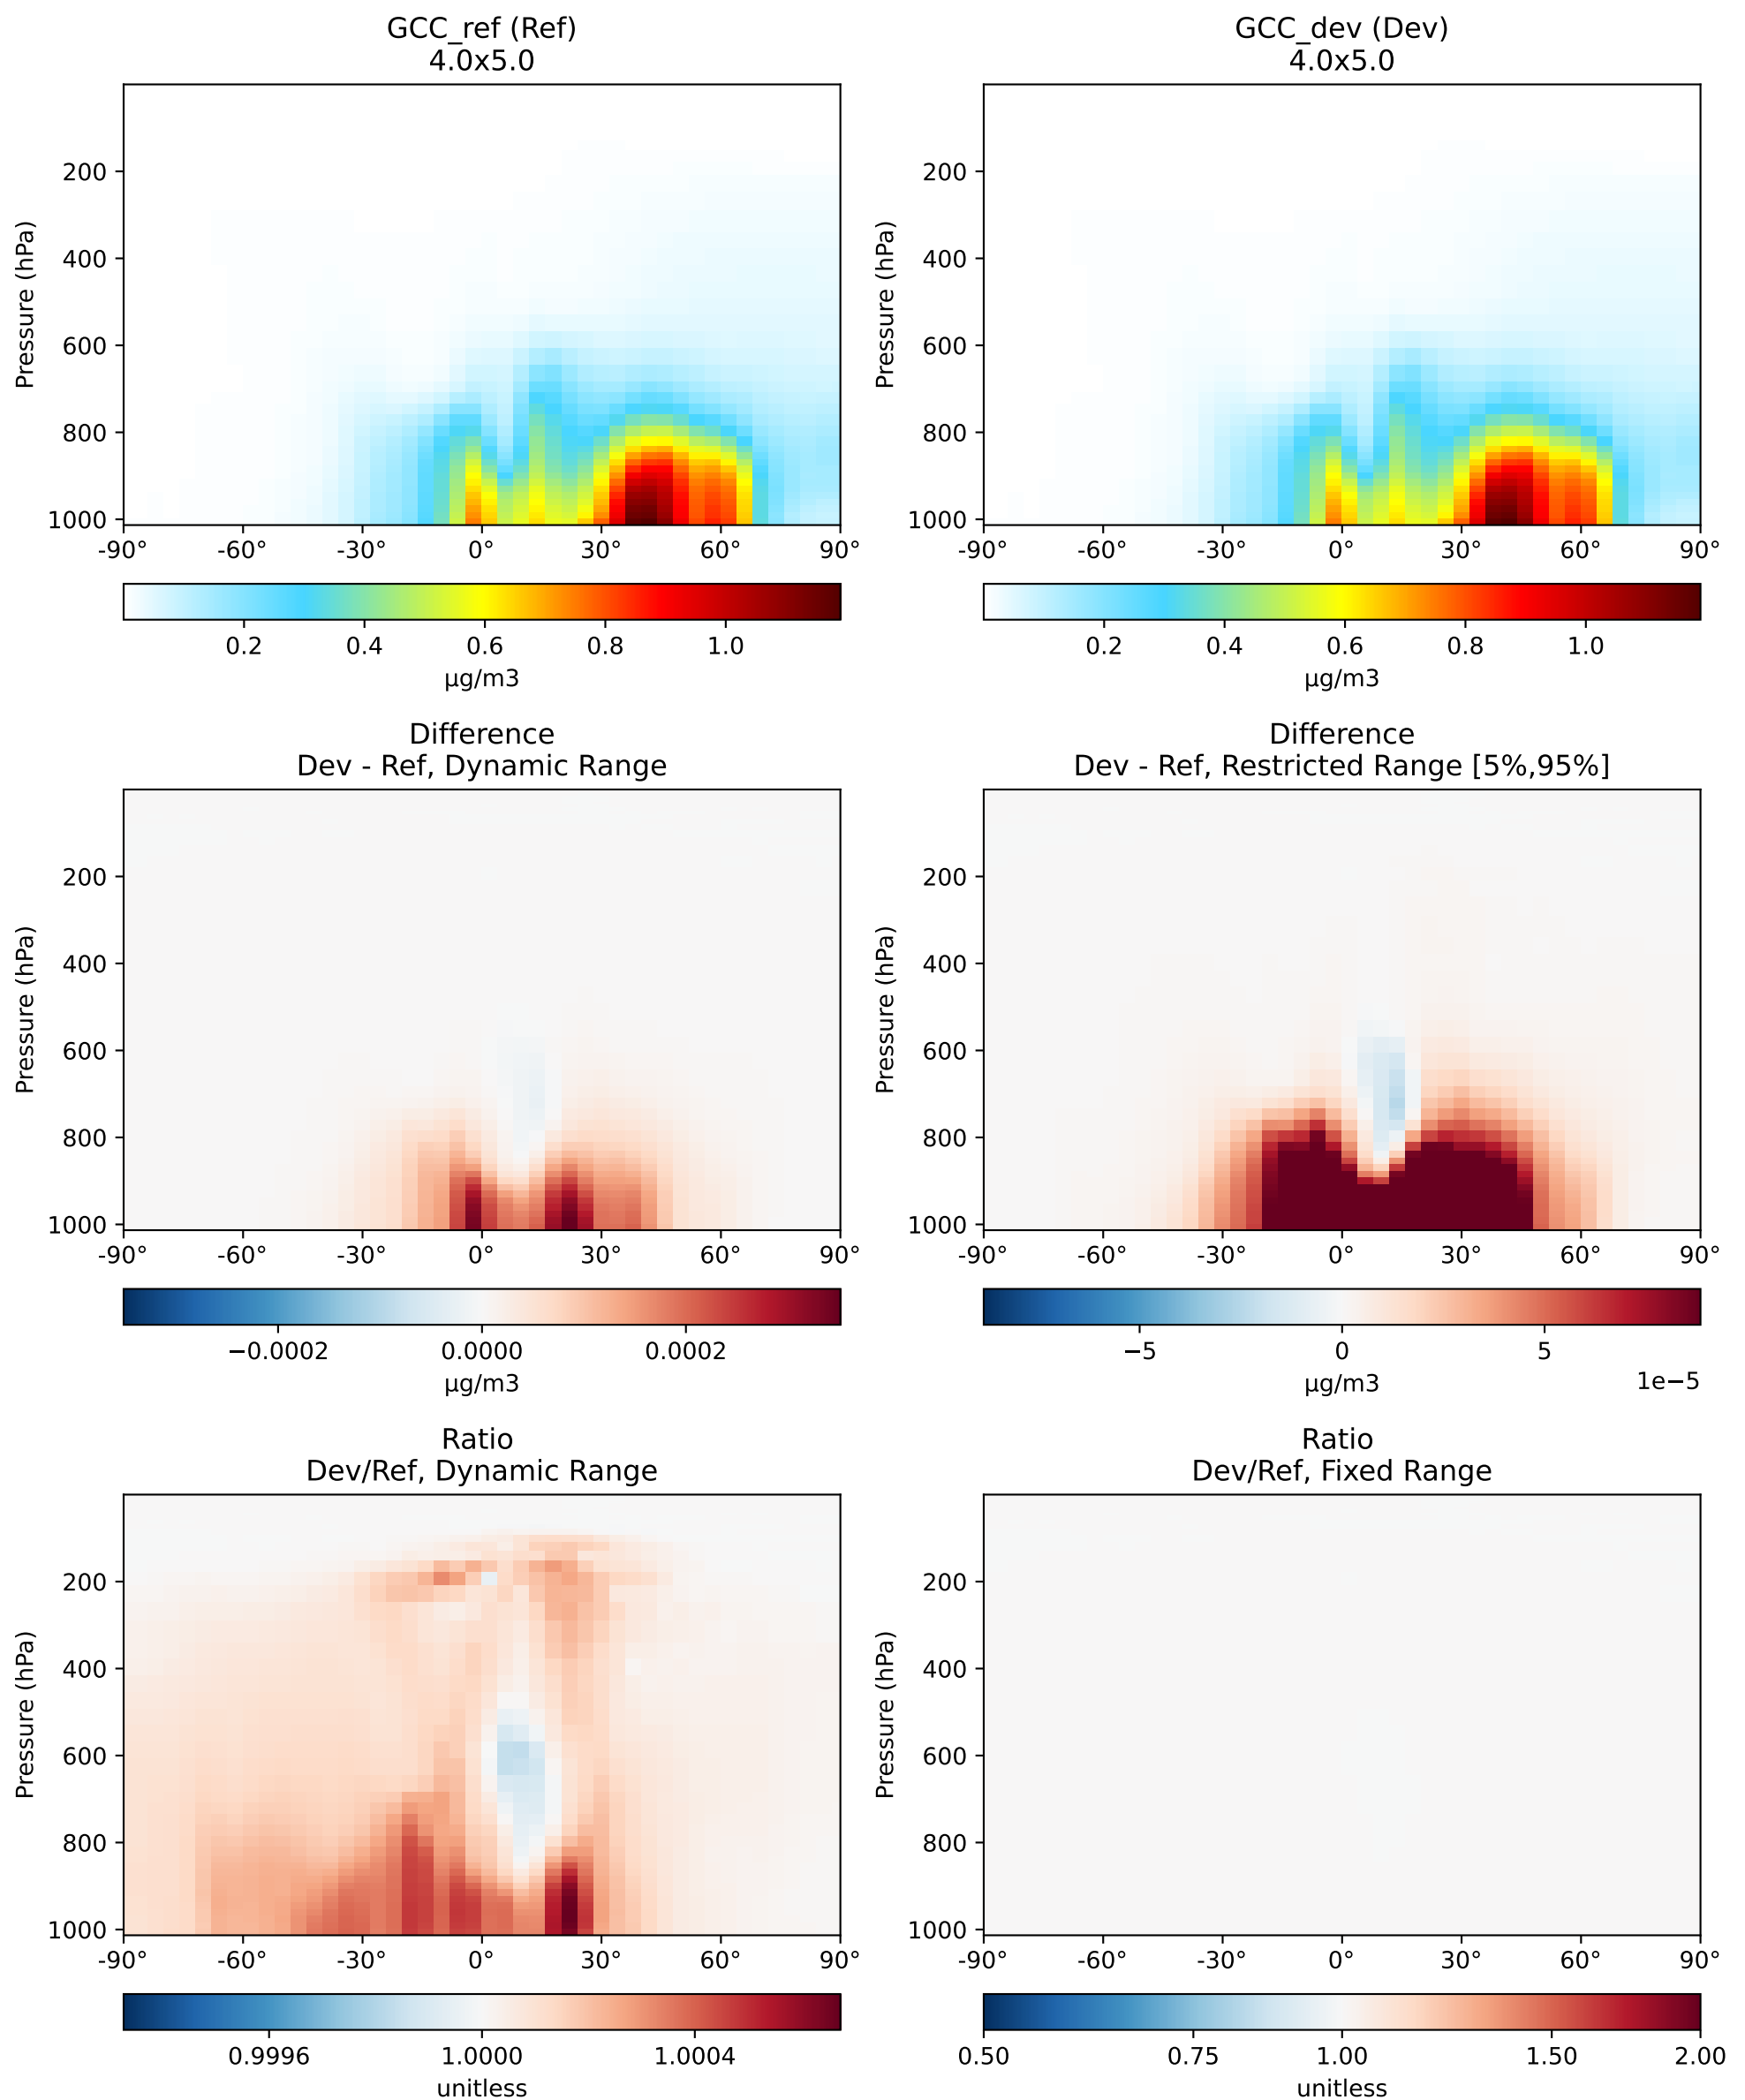 GCC_ref (Ref)
4.0x5.0
Pressure (hPa)
200
400
600
800
1000
-90° -60° -30° 0° 30° 60° 90°
0.2 0.4 0.6 0.8 1.0
µg/m3
GCC_dev (Dev)
4.0x5.0
Pressure (hPa)
200
400
600
800
1000
-90° -60° -30° 0° 30° 60° 90°
0.2 0.4 0.6 0.8 1.0
µg/m3
Difference
Dev - Ref, Dynamic Range
Pressure (hPa)
200
400
600
800
1000
-90° -60° -30° 0° 30° 60° 90°
−0.0002 0.0000 0.0002
µg/m3
Difference
Dev - Ref, Restricted Range [5%,95%]
Pressure (hPa)
200
400
600
800
1000
-90° -60° -30° 0° 30° 60° 90°
−5 0 5
1e−5
µg/m3
Ratio
Dev/Ref, Dynamic Range
Pressure (hPa)
200
400
600
800
1000
-90° -60° -30° 0° 30° 60° 90°
0.9996 1.0000 1.0004
unitless
Ratio
Dev/Ref, Fixed Range
Pressure (hPa)
200
400
600
800
1000
-90° -60° -30° 0° 30° 60° 90°
0.50 0.75 1.00 1.50 2.00
unitless